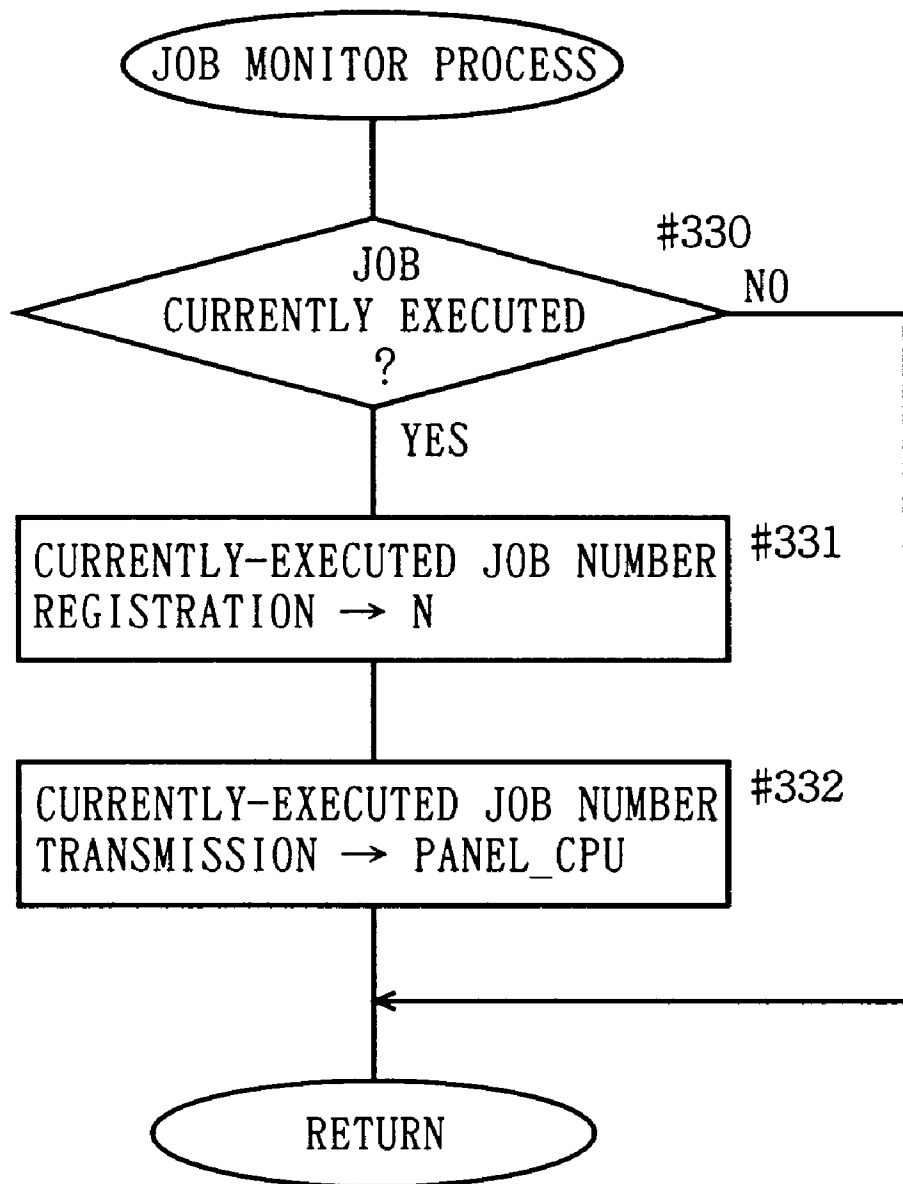 JOB MONITOR PROCESS
#330
JOB
CURRENTLY EXECUTED
?
NO
YES
#331
CURRENTLY-EXECUTED JOB NUMBER
REGISTRATION → N
#332
CURRENTLY-EXECUTED JOB NUMBER
TRANSMISSION → PANEL_CPU
RETURN